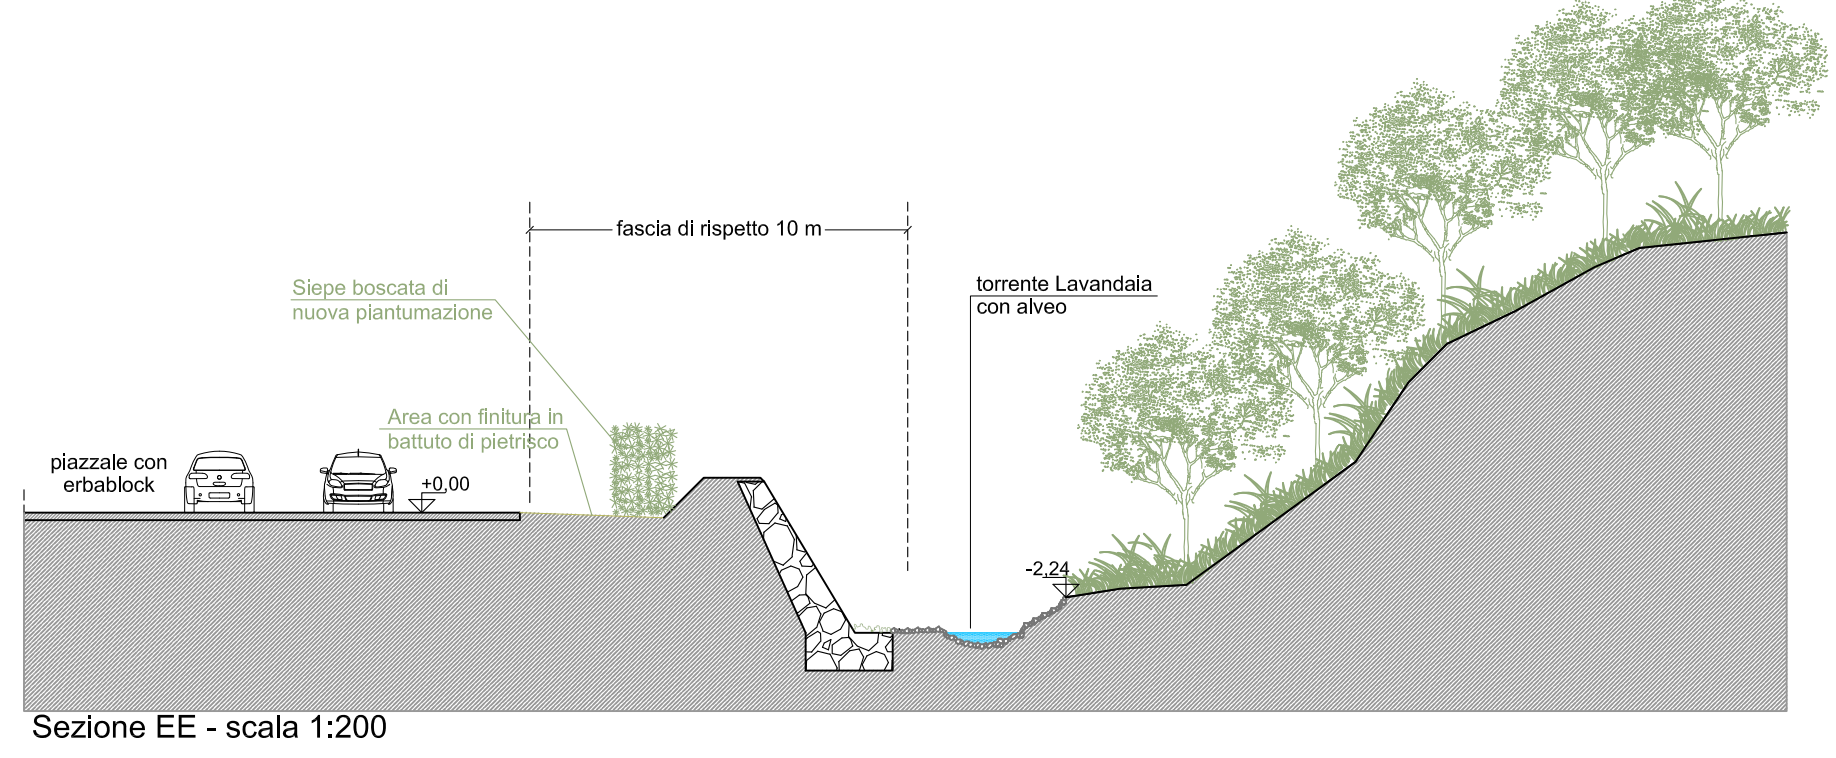 fascia di rispetto 10 m
Siepe boscata di
nuova piantumazione
torrente Lavandaia
con alveo
Area con finitura in
battuto di pietrisco
piazzale con
erbablock
+0,00
-2,24
Sezione EE - scala 1:200